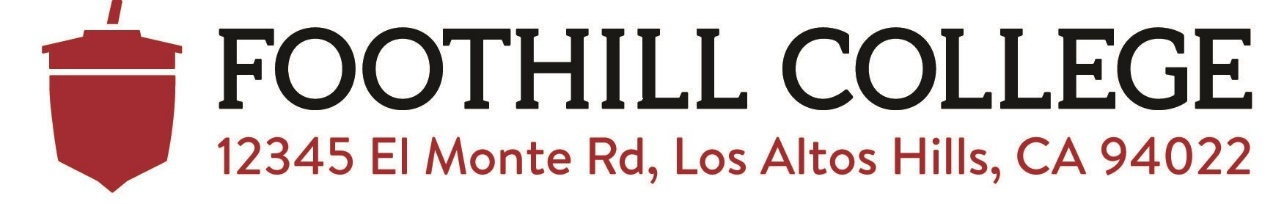 FOOTHILL COLLEGE
12345 El Monte Rd, Los Altos Hills, CA 94022